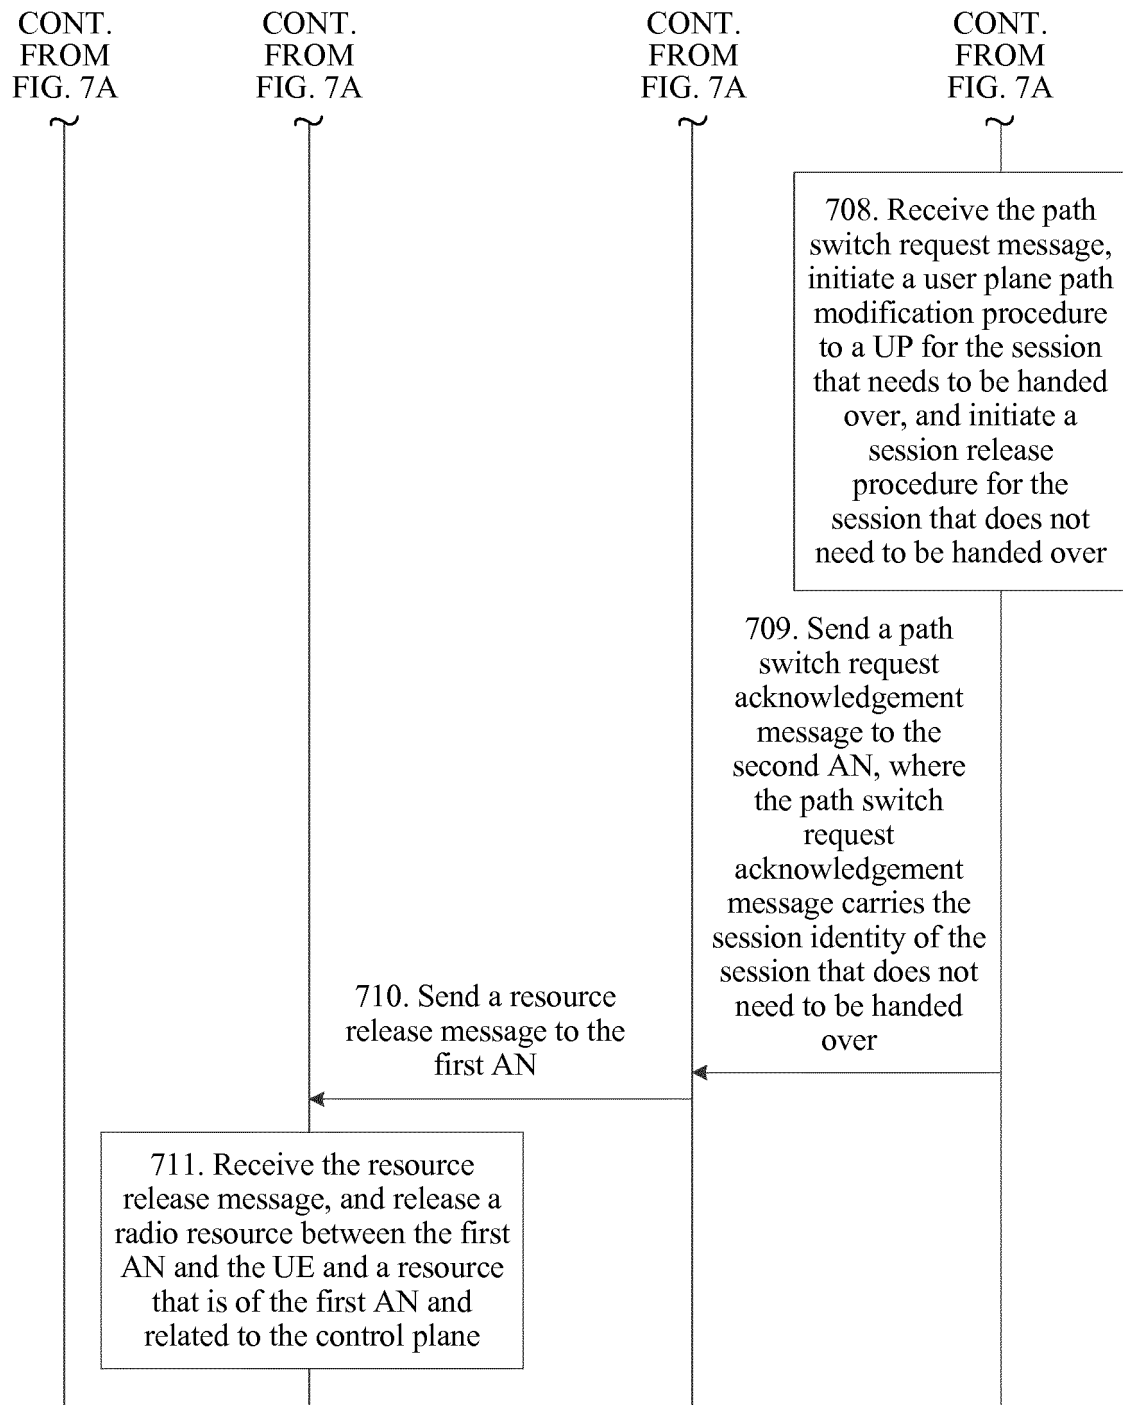 CONT.
FROM
FIG. 7A
CONT.
FROM
FIG. 7A
CONT.
FROM
FIG. 7A
CONT.
FROM
FIG. 7A
708. Receive the path
switch request message,
initiate a user plane path
modification procedure
to a UP for the session
that needs to be handed
over, and initiate a
session release
procedure for the
session that does not
need to be handed over
709. Send a path
switch request
acknowledgement
message to the
second AN, where
the path switch
request
acknowledgement
message carries the
session identity of the
session that does not
need to be handed
over
710. Send a resource
release message to the
first AN
711. Receive the resource
release message, and release a
radio resource between the first
AN and the UE and a resource
that is of the first AN and
related to the control plane